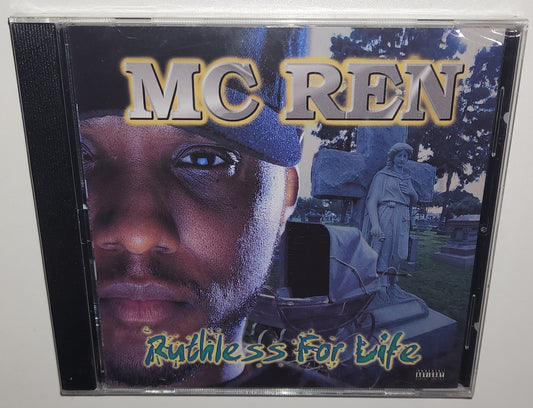 MC REN
Ruthless For Life